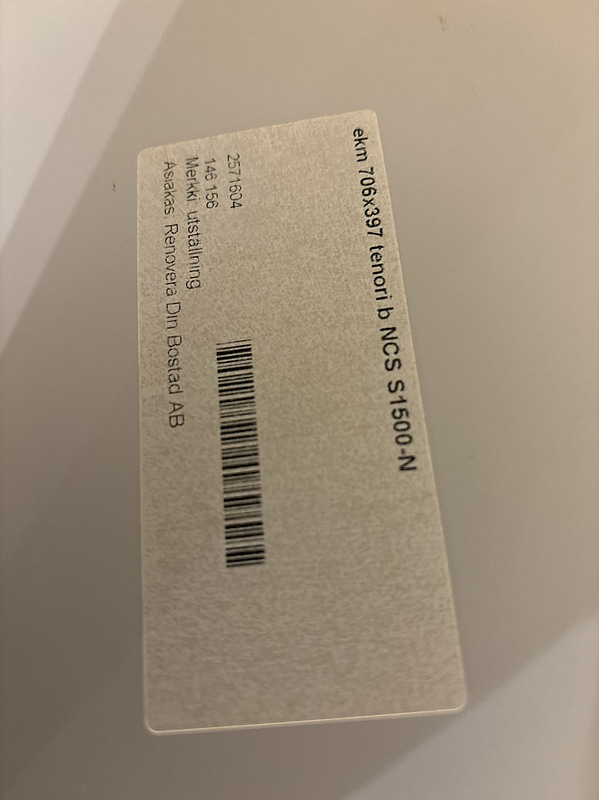 ekm 706x397 tenori b NCS S1500-N
2571604
146 156
Merkki: utställning
Asiakas: Renovera Din Bostad AB